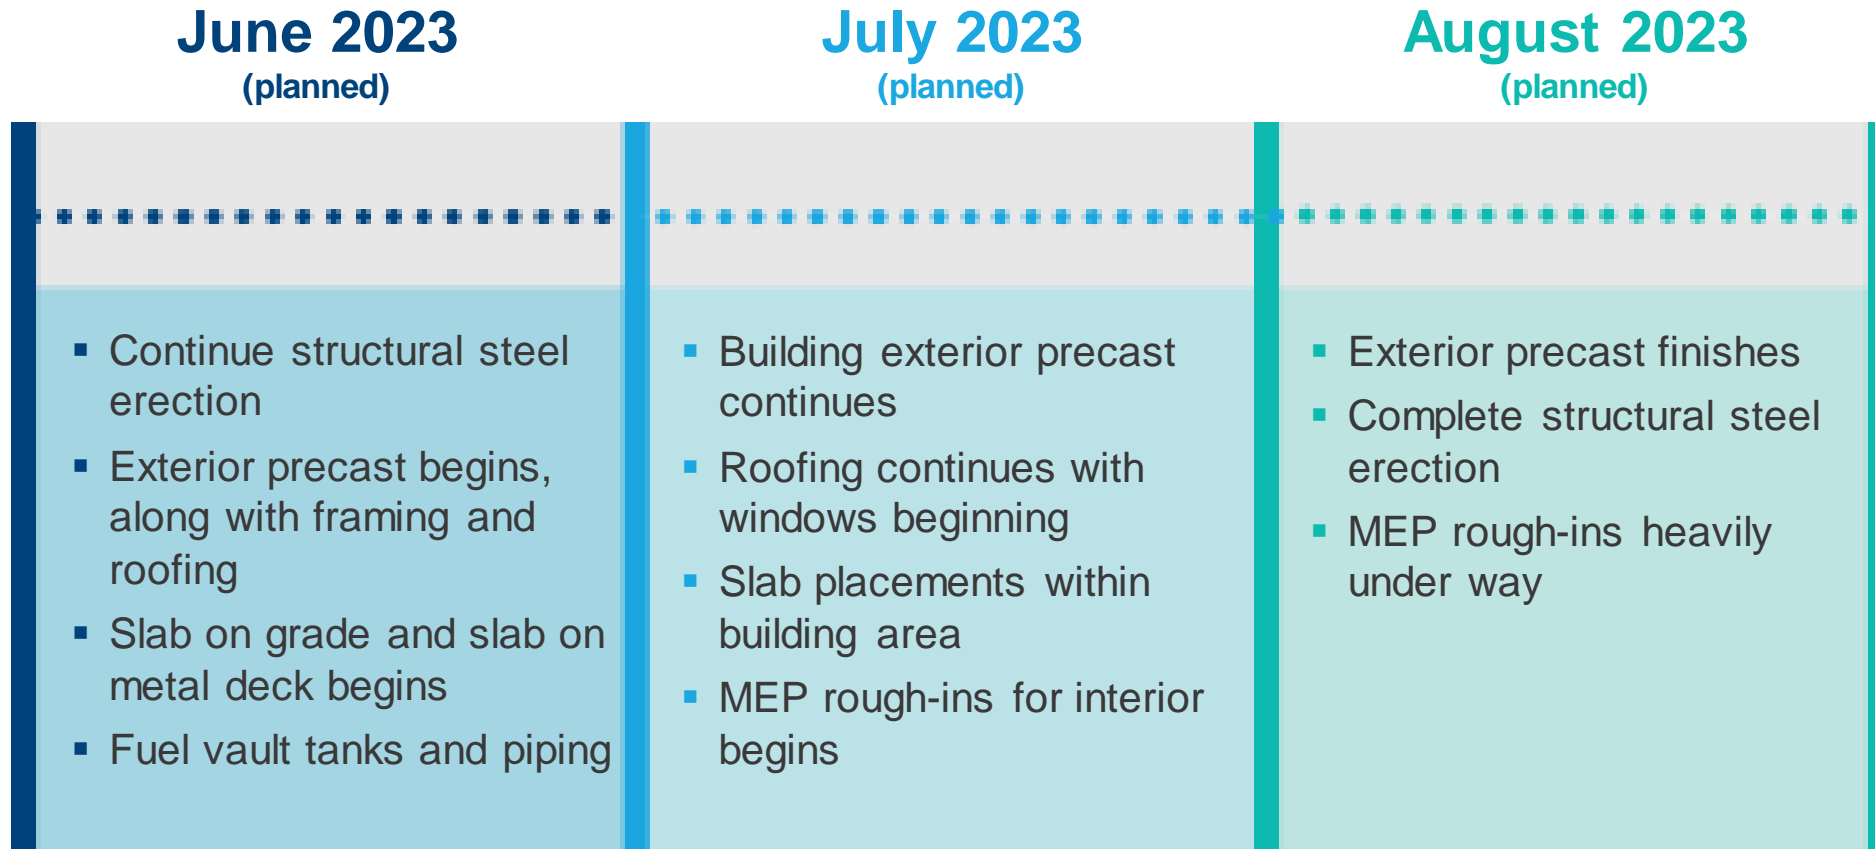 June 2023
(planned)
Continue structural steel
erection
Exterior precast begins,
along with framing and
roofing
Slab on grade and slab on
metal deck begins
Fuel vault tanks and piping
July 2023
(planned)
Building exterior precast
continues
Roofing continues with
windows beginning
Slab placements within
building area
MEP rough-ins for interior
begins
August 2023
(planned)
Exterior precast finishes
Complete structural steel
erection
MEP rough-ins heavily
under way